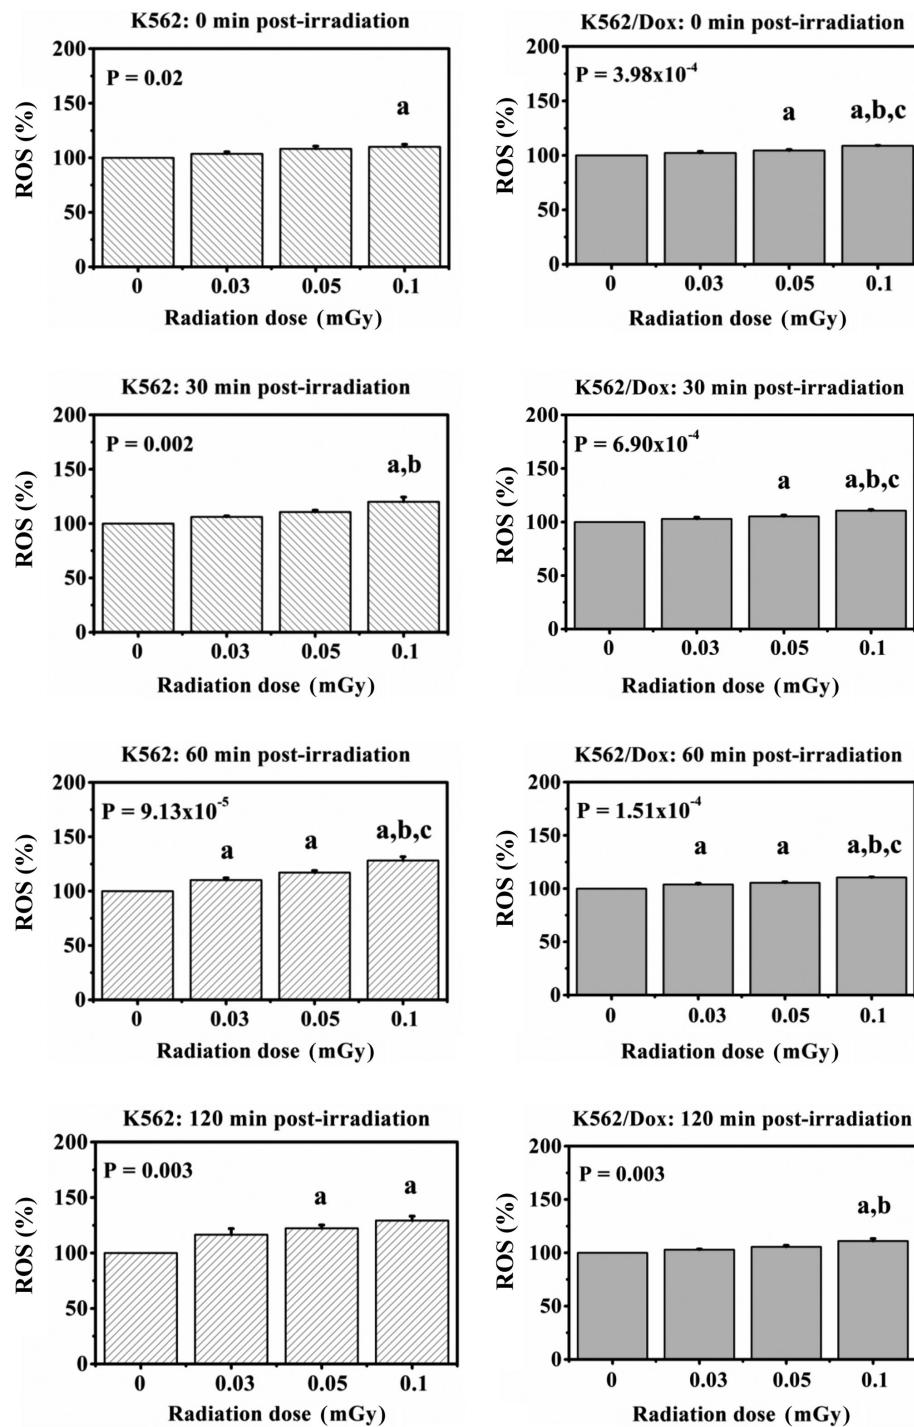 K562: 0 min post-irradiation
P = 0.02
a
ROS (%)
200
150
100
50
0
0 0.03 0.05 0.1
Radiation dose (mGy)
K562/Dox: 0 min post-irradiation
P = 3.98x10⁻⁴
a a,b,c
ROS (%)
200
150
100
50
0
0 0.03 0.05 0.1
Radiation dose (mGy)
K562: 30 min post-irradiation
P = 0.002
a,b
ROS (%)
200
150
100
50
0
0 0.03 0.05 0.1
Radiation dose (mGy)
K562/Dox: 30 min post-irradiation
P = 6.90x10⁻⁴
a a,b,c
ROS (%)
200
150
100
50
0
0 0.03 0.05 0.1
Radiation dose (mGy)
K562: 60 min post-irradiation
P = 9.13x10⁻⁵
a a a,b,c
ROS (%)
200
150
100
50
0
0 0.03 0.05 0.1
Radiation dose (mGy)
K562/Dox: 60 min post-irradiation
P = 1.51x10⁻⁴
a a a,b,c
ROS (%)
200
150
100
50
0
0 0.03 0.05 0.1
Radiation dose (mGy)
K562: 120 min post-irradiation
P = 0.003
a a
ROS (%)
200
150
100
50
0
0 0.03 0.05 0.1
Radiation dose (mGy)
K562/Dox: 120 min post-irradiation
P = 0.003
a,b
ROS (%)
200
150
100
50
0
0 0.03 0.05 0.1
Radiation dose (mGy)